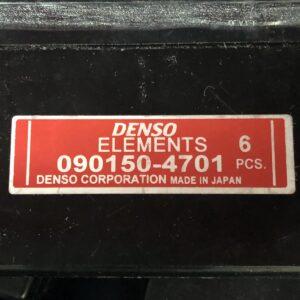 DENSO
ELEMENTS 6
090150-4701 PCS.
DENSO CORPORATION MADE IN JAPAN